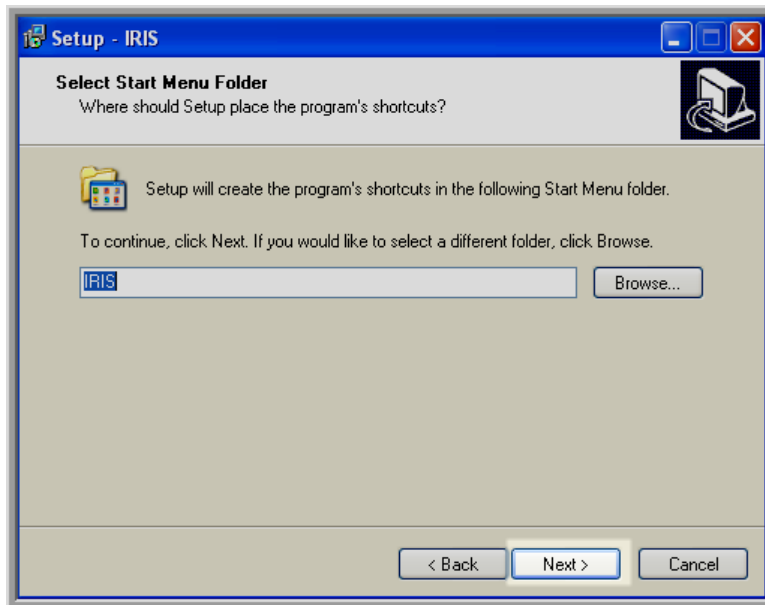 Setup - IRIS
Select Start Menu Folder
Where should Setup place the program's shortcuts?
Setup will create the program's shortcuts in the following Start Menu folder.
To continue, click Next. If you would like to select a different folder, click Browse.
IRIS
Browse...
< Back
Next >
Cancel